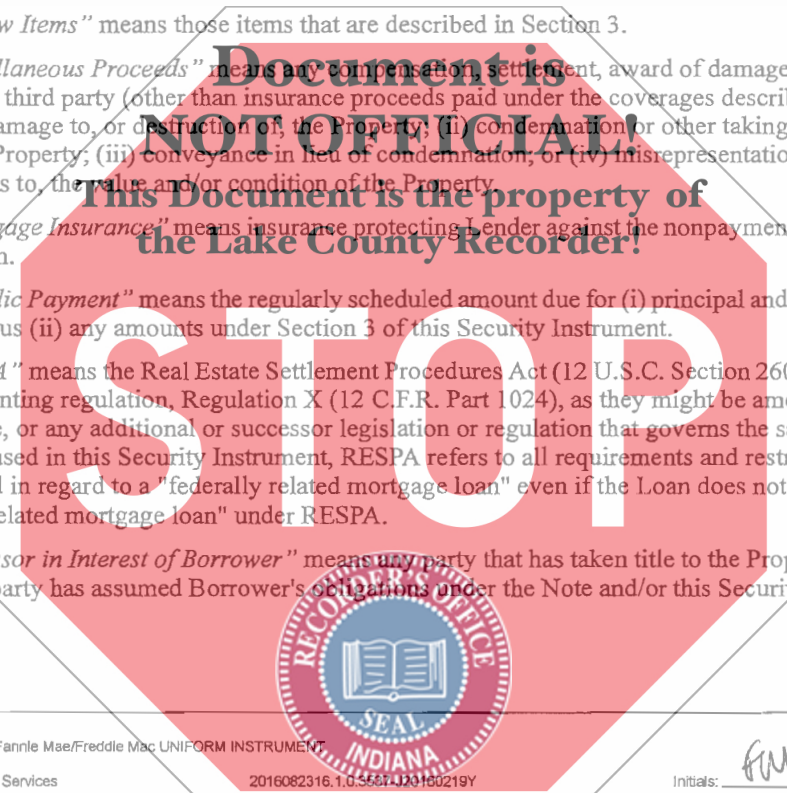 w Items" means those items that are described in Section 3.
Document is
llaneous Proceeds" means any compensation, settlement, award of damage
third party (other than insurance proceeds paid under the coverages descri
amage to, or destruction of, the Property; (ii) condemnation or other taking
NOT OFFICIAL!
Property; (iii) conveyance in lieu of condemnation; or (iv) misrepresentatio
s to, the value and/or condition of the Property.
This Document is the property of
gage Insurance" means insurance protecting Lender against the nonpayment
the Lake County Recorder!
n.
dic Payment" means the regularly scheduled amount due for (i) principal and
us (ii) any amounts under Section 3 of this Security Instrument.
STOP
A" means the Real Estate Settlement Procedures Act (12 U.S.C. Section 260
nting regulation, Regulation X (12 C.F.R. Part 1024), as they might be ame
e, or any additional or successor legislation or regulation that governs the s
used in this Security Instrument, RESPA refers to all requirements and restr
d in regard to a "federally related mortgage loan" even if the Loan does not
elated mortgage loan" under RESPA.
sor in Interest of Borrower" means any party that has taken title to the Prop
party has assumed Borrower's obligations under the Note and/or this Securi
RECORDER'S OFFICE
SEAL
INDIANA
Fannie Mae/Freddie Mac UNIFORM INSTRUMENT
Services
2016082316.1.0.3587-J20160219Y
Initials: